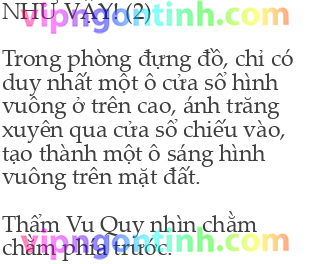 NHƯ VẬY! (2)
vipngontinh.com
Trong phòng đựng đồ, chỉ có
duy nhất một ô cửa sổ hình
vuông ở trên cao, ánh trăng
xuyên qua cửa sổ chiếu vào,
tạo thành một ô sáng hình
vuông trên mặt đất.
Thẩm Vu Quy nhìn chằm
chằm phía trước.
vipngontinh.com